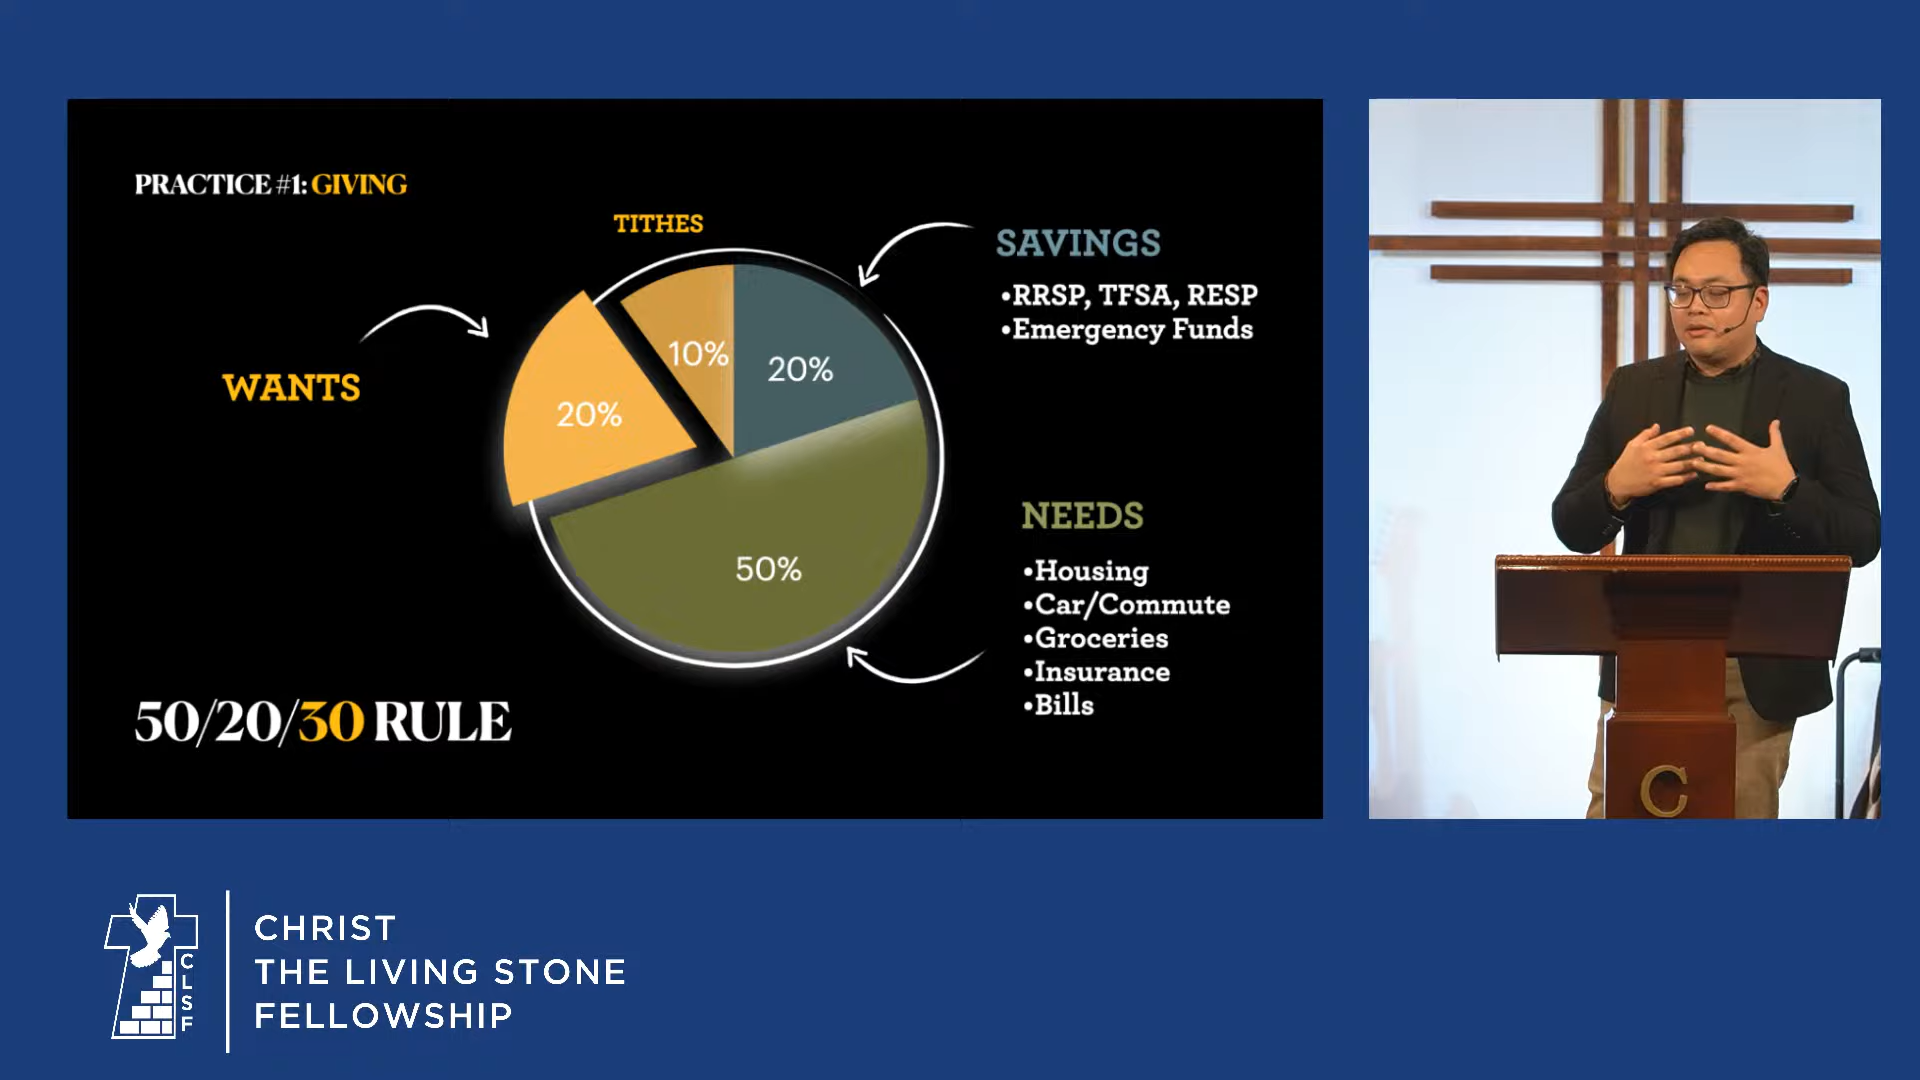 PRACTICE #1: GIVING
TITHES
SAVINGS
•RRSP, TFSA, RESP
•Emergency Funds
WANTS
10%
20%
20%
50%
NEEDS
•Housing
•Car/Commute
•Groceries
•Insurance
•Bills
50/20/30 RULE
C
CLSF
CHRIST
THE LIVING STONE
FELLOWSHIP